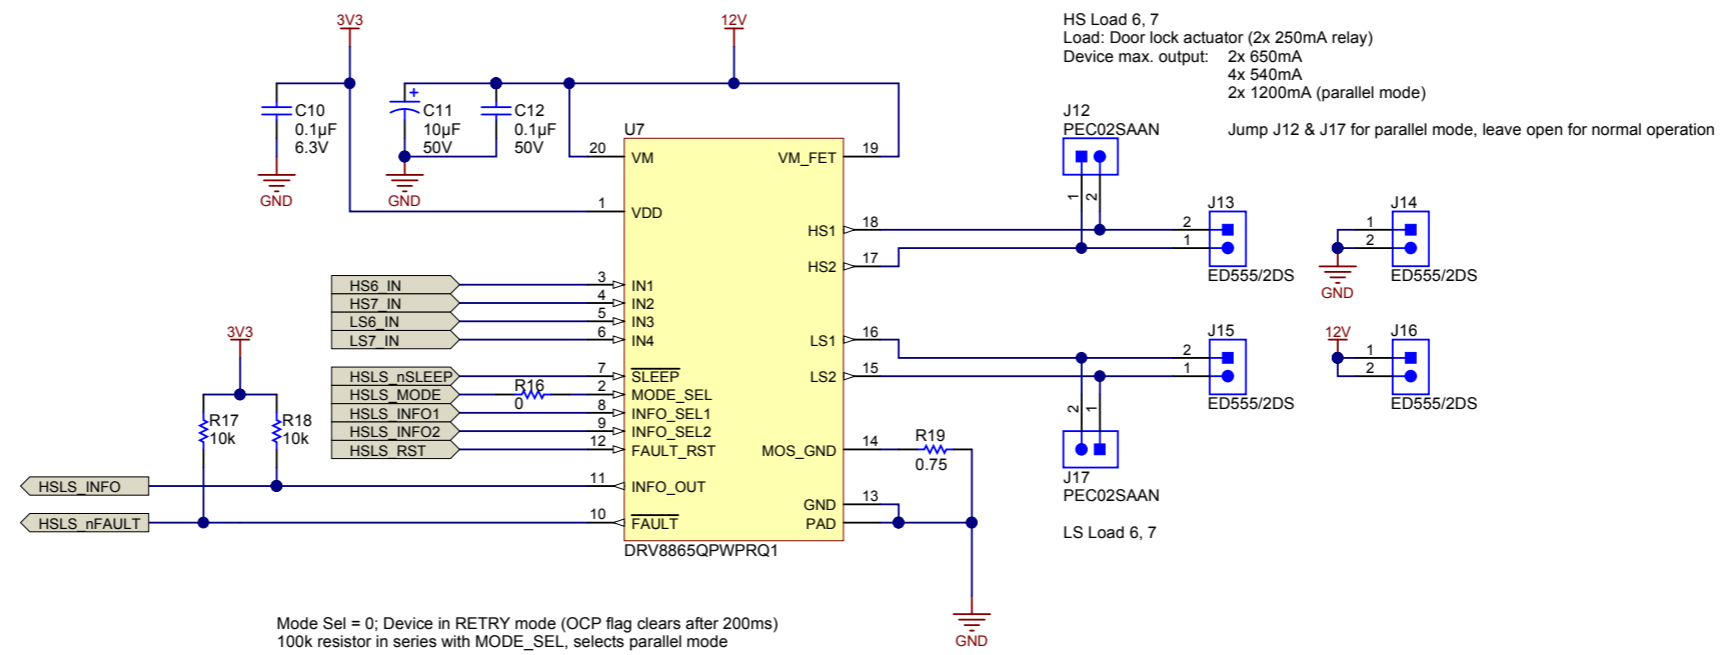 3V3
12V
HS Load 6, 7
Load: Door lock actuator (2x 250mA relay)
Device max. output: 2x 650mA
4x 540mA
2x 1200mA (parallel mode)
Jump J12 & J17 for parallel mode, leave open for normal operation
C10
0.1µF
6.3V
GND
+
C11
10µF
50V
GND
C12
0.1µF
50V
U7
20 VM
1 VDD
VM_FET 19
HS1 18
HS2 17
J12
PEC02SAAN
1
2
J13
2
1
ED555/2DS
J14
1
2
ED555/2DS
GND
HS6_IN 3 IN1
HS7_IN 4 IN2
LS6_IN 5 IN3
LS7_IN 6 IN4
HSLS_nSLEEP 7 SLEEP
HSLS_MODE R16 0 2 MODE_SEL
HSLS_INFO1 8 INFO_SEL1
HSLS_INFO2 9 INFO_SEL2
HSLS_RST 12 FAULT_RST
LS1 16
LS2 15
J15
2
1
ED555/2DS
12V
J16
1
2
ED555/2DS
2
1
J17
PEC02SAAN
LS Load 6, 7
3V3
R17
10k
R18
10k
HSLS_INFO 11 INFO_OUT
HSLS_nFAULT 10 FAULT
MOS_GND 14
R19
0.75
GND 13
PAD
GND
DRV8865QPWPRQ1
Mode Sel = 0; Device in RETRY mode (OCP flag clears after 200ms)
100k resistor in series with MODE_SEL, selects parallel mode